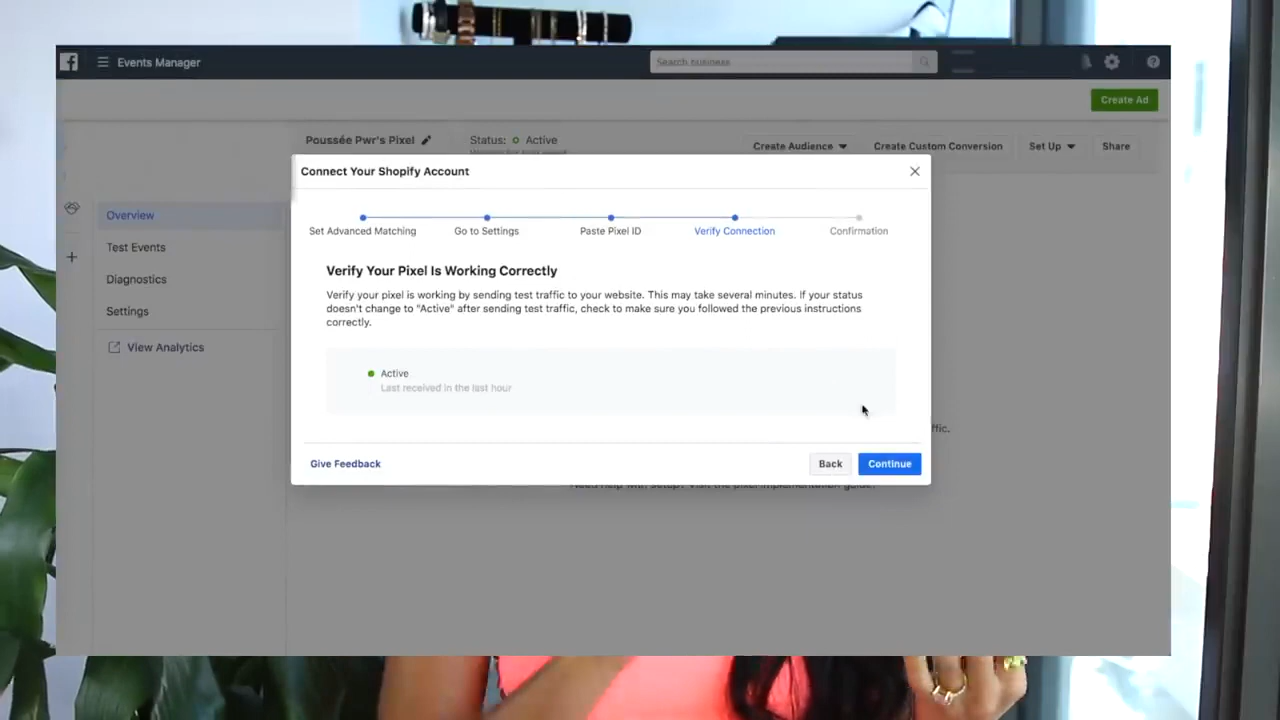 Events Manager
Search business
Create Ad
Poussée Pwr's Pixel
Status: Active
Create Audience
Create Custom Conversion
Set Up
Share
Connect Your Shopify Account
Set Advanced Matching
Go to Settings
Paste Pixel ID
Verify Connection
Confirmation
Overview
Test Events
Diagnostics
Settings
View Analytics
Verify Your Pixel Is Working Correctly
Verify your pixel is working by sending test traffic to your website. This may take several minutes. If your status
doesn't change to "Active" after sending test traffic, check to make sure you followed the previous instructions
correctly.
Active
Last received in the last hour
ffic.
Give Feedback
Back
Continue